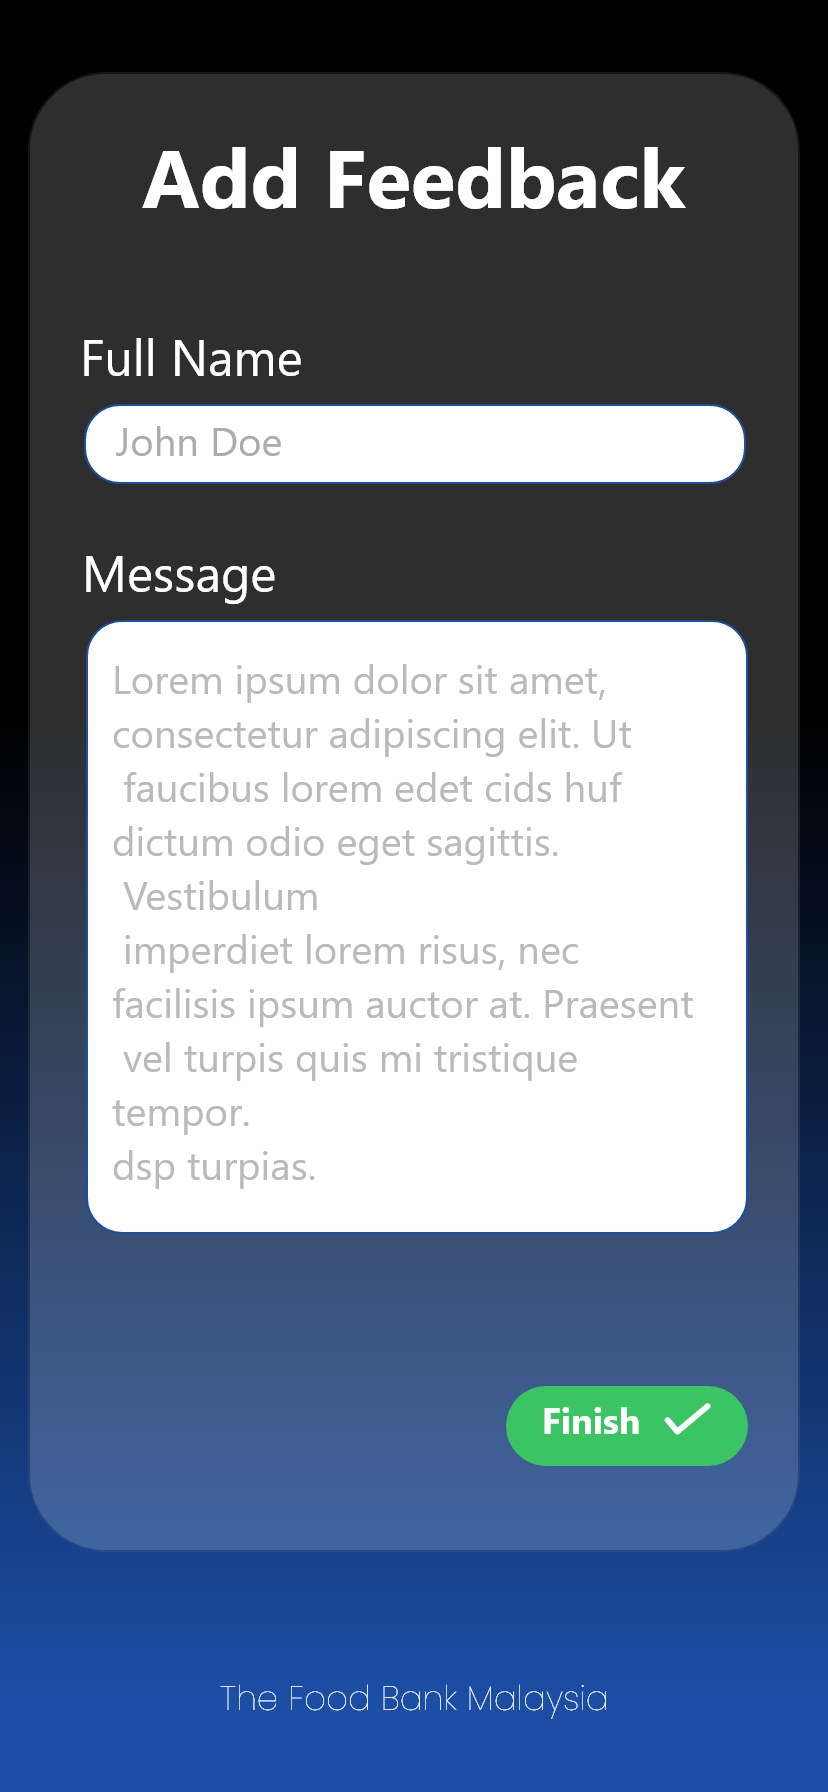 Add Feedback
Full Name
John Doe
Message
Lorem ipsum dolor sit amet,
consectetur adipiscing elit. Ut
faucibus lorem edet cids huf
dictum odio eget sagittis.
Vestibulum
imperdiet lorem risus, nec
facilisis ipsum auctor at. Praesent
vel turpis quis mi tristique
tempor.
dsp turpias.
Finish
The Food Bank Malaysia